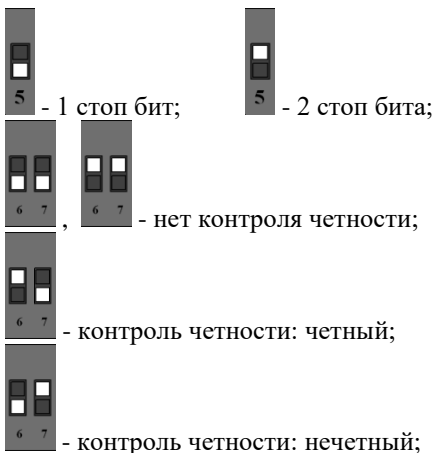 5 - 1 стоп бит; 5 - 2 стоп бита;
6 7 , 6 7 - нет контроля четности;
6 7 - контроль четности: четный;
6 7 - контроль четности: нечетный;